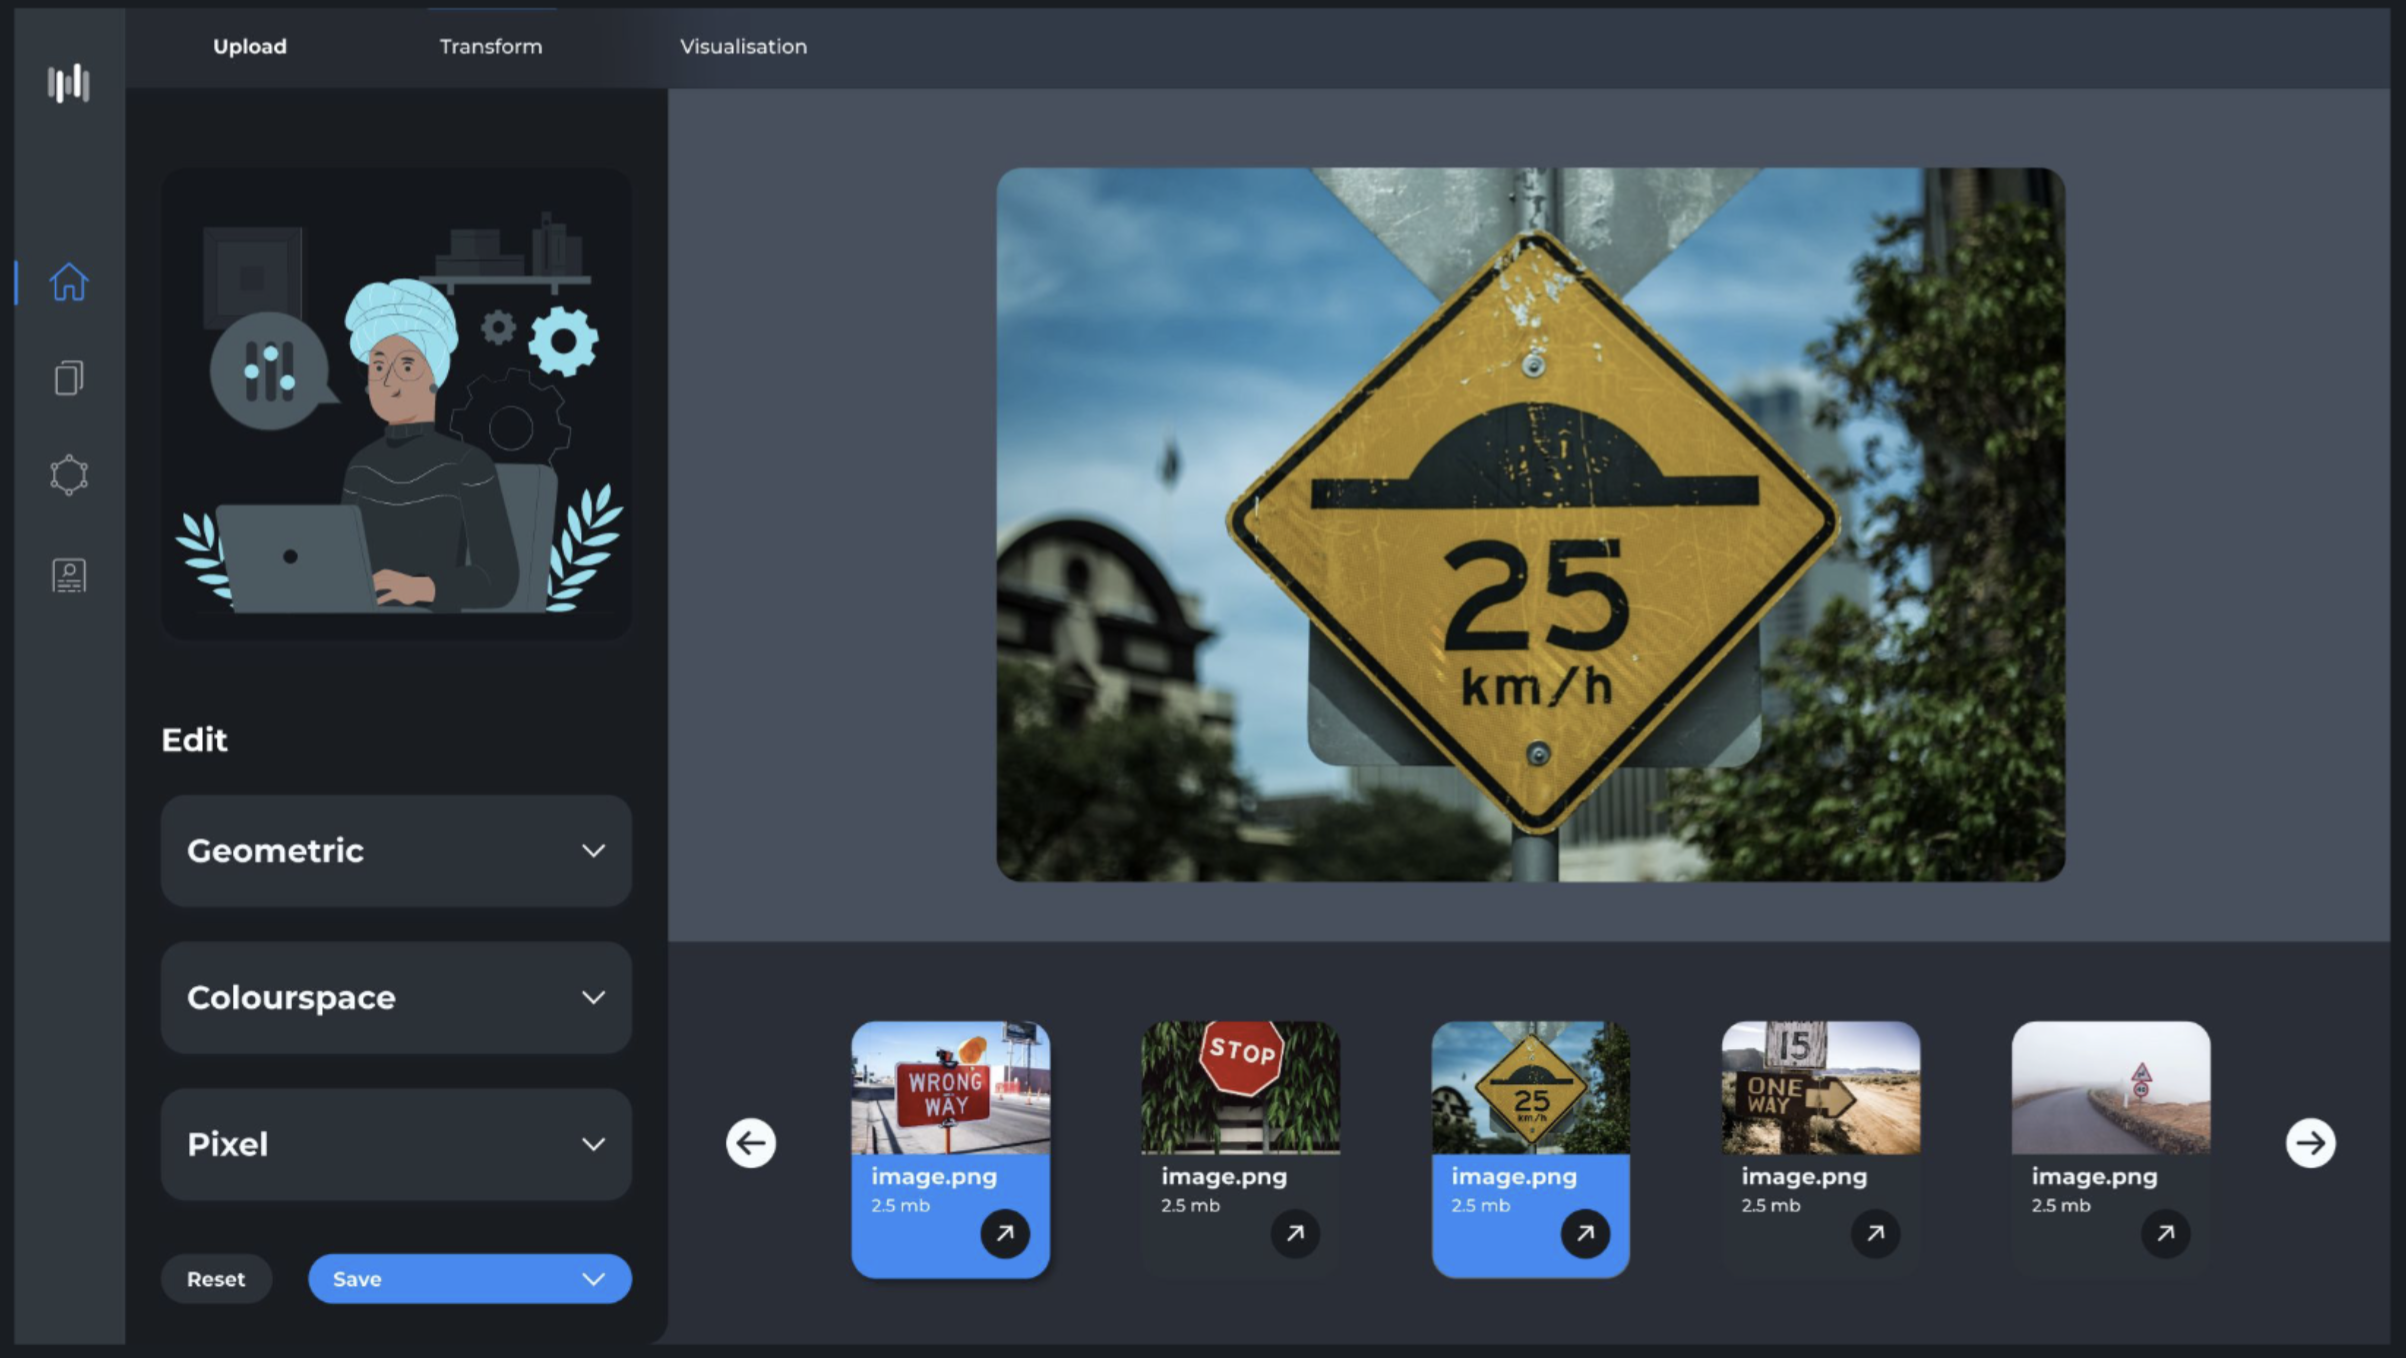 Upload
Transform
Visualisation
25
km/h
Edit
Geometric
Colourspace
Pixel
Reset
Save
WRONG
WAY
image.png
2.5 mb
STOP
image.png
2.5 mb
25
km/h
image.png
2.5 mb
15
ONE
WAY
image.png
2.5 mb
image.png
2.5 mb